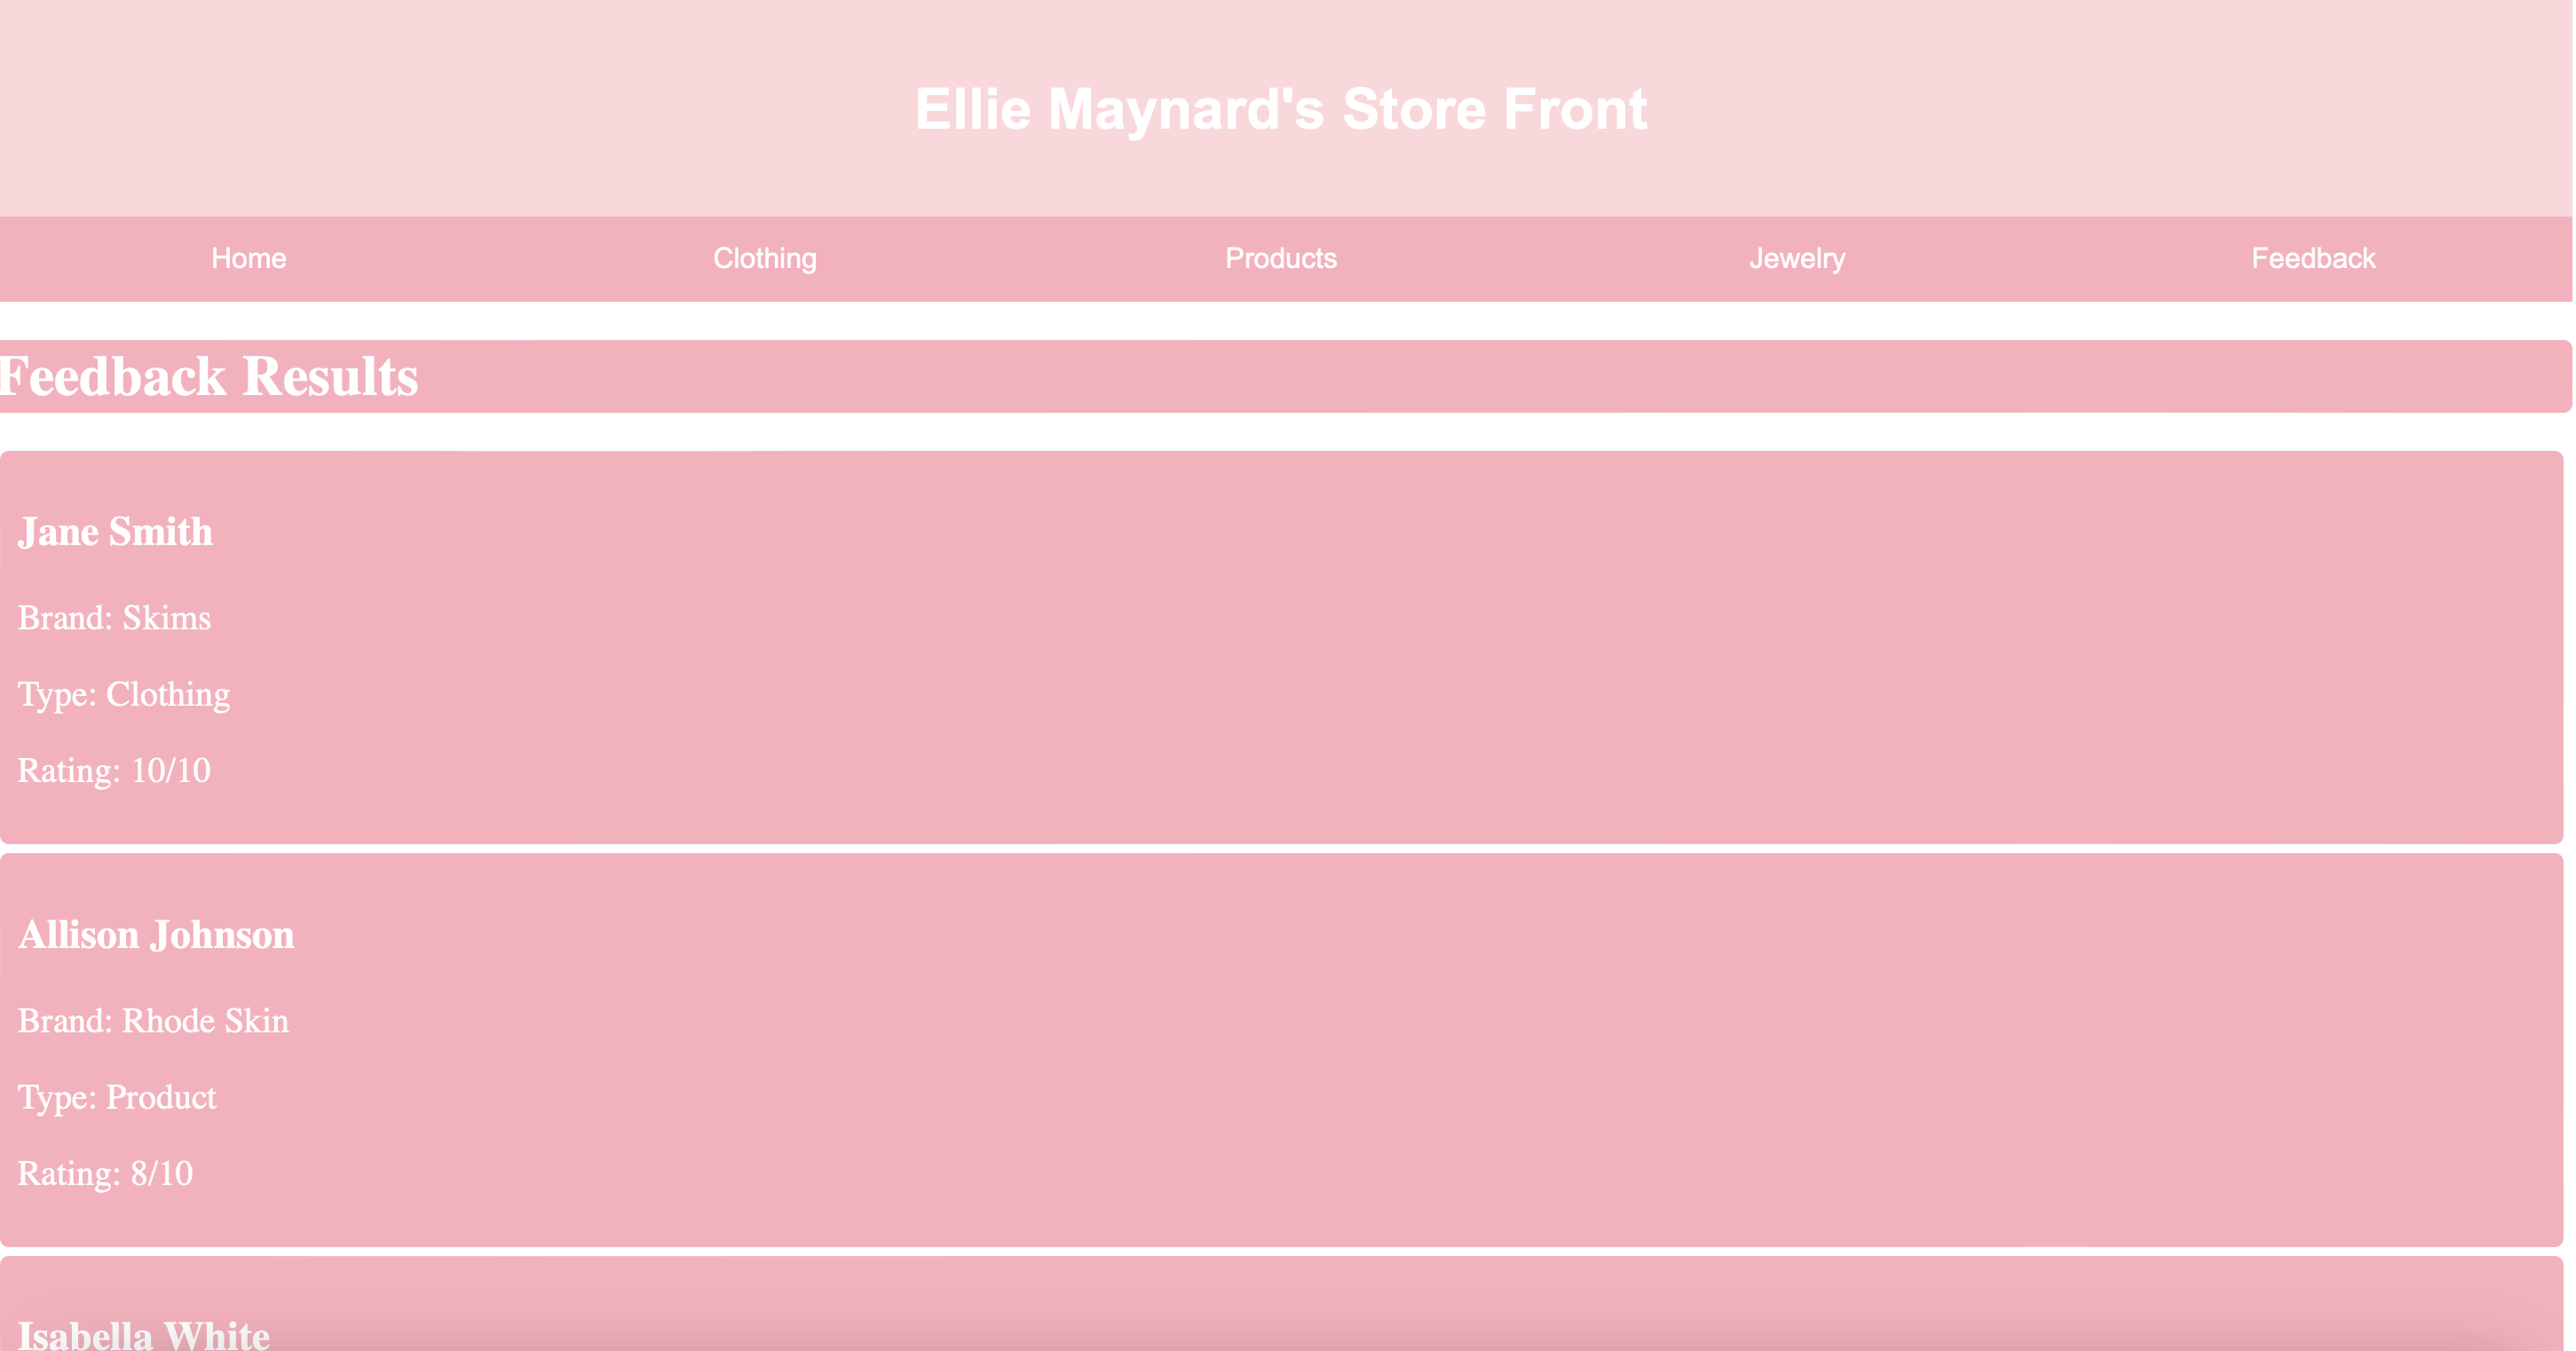 Ellie Maynard's Store Front
Home Clothing Products Jewelry Feedback
Feedback Results
Jane Smith
Brand: Skims
Type: Clothing
Rating: 10/10
Allison Johnson
Brand: Rhode Skin
Type: Product
Rating: 8/10
Isabella White